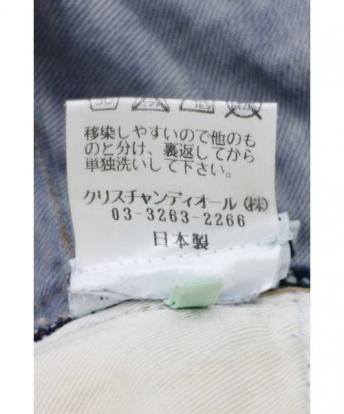 移染しやすいので他のも
のと分け、裏返してから
単独洗いして下さい。
クリスチャンディオール(株)
03-3263-2266
日本製